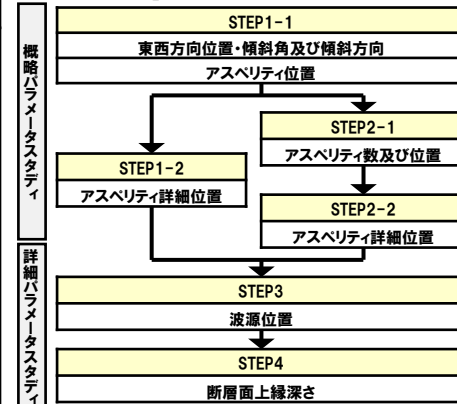 概略パラメータスタディ
STEP1-1
東西方向位置・傾斜角及び傾斜方向
アスペリティ位置
STEP2-1
アスペリティ数及び位置
STEP1-2
アスペリティ詳細位置
STEP2-2
アスペリティ詳細位置
詳細パラメータスタディ
STEP3
波源位置
STEP4
断層面上縁深さ